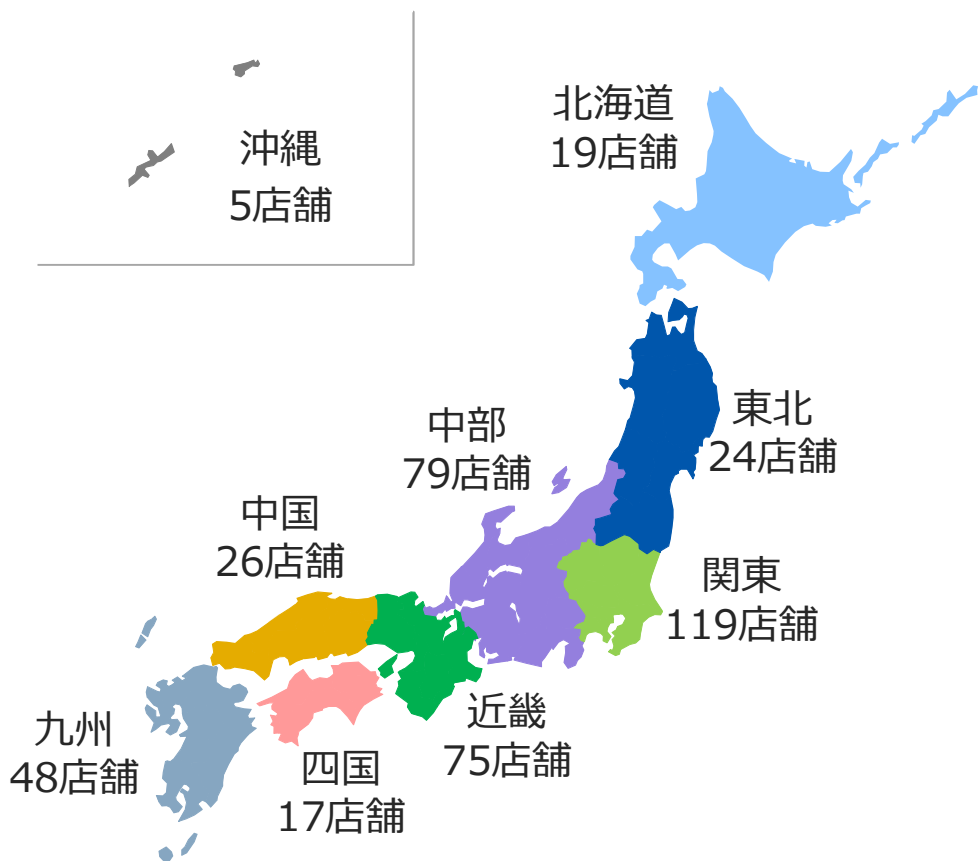 北海道
19店舗
沖縄
5店舗
東北
24店舗
中部
79店舗
中国
26店舗
関東
119店舗
近畿
75店舗
九州
48店舗
四国
17店舗